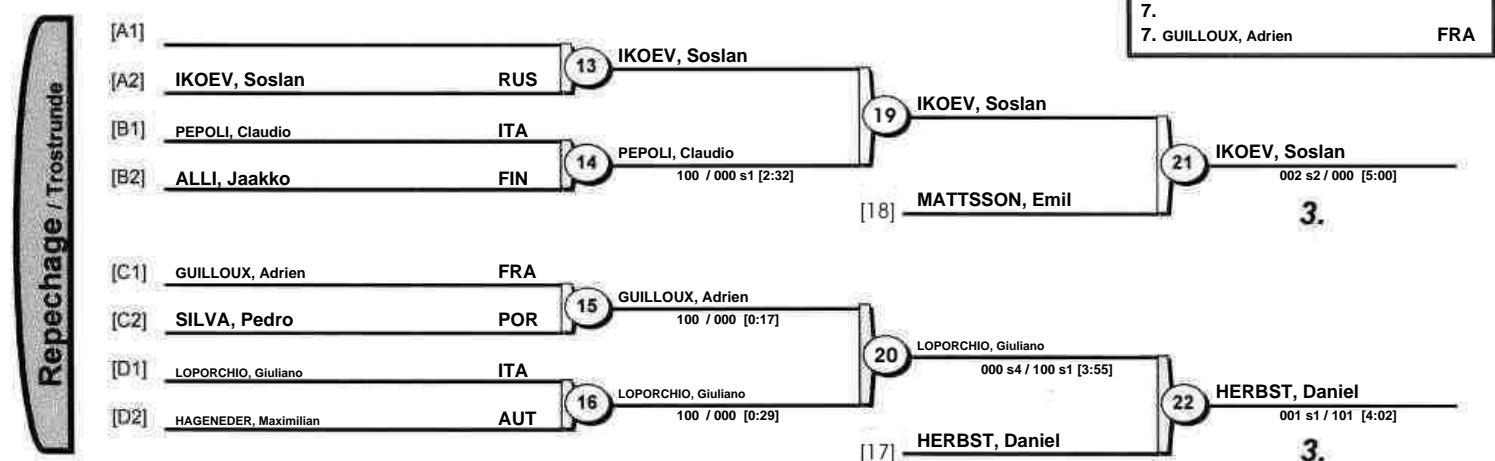 7.
7. GUILLOUX, Adrien FRA
Repechage / Trostrunde
[A1]
[A2] IKOEV, Soslan RUS
13 IKOEV, Soslan
[B1] PEPOLI, Claudio ITA
[B2] ALLI, Jaakko FIN
14 PEPOLI, Claudio
100 / 000 s1 [2:32]
19 IKOEV, Soslan
[18] MATTSSON, Emil
21 IKOEV, Soslan
002 s2 / 000 [5:00]
3.
[C1] GUILLOUX, Adrien FRA
[C2] SILVA, Pedro POR
15 GUILLOUX, Adrien
100 / 000 [0:17]
[D1] LOPORCHIO, Giuliano ITA
[D2] HAGENEDER, Maximilian AUT
16 LOPORCHIO, Giuliano
100 / 000 [0:29]
20 LOPORCHIO, Giuliano
000 s4 / 100 s1 [3:55]
[17] HERBST, Daniel
22 HERBST, Daniel
001 s1 / 101 [4:02]
3.